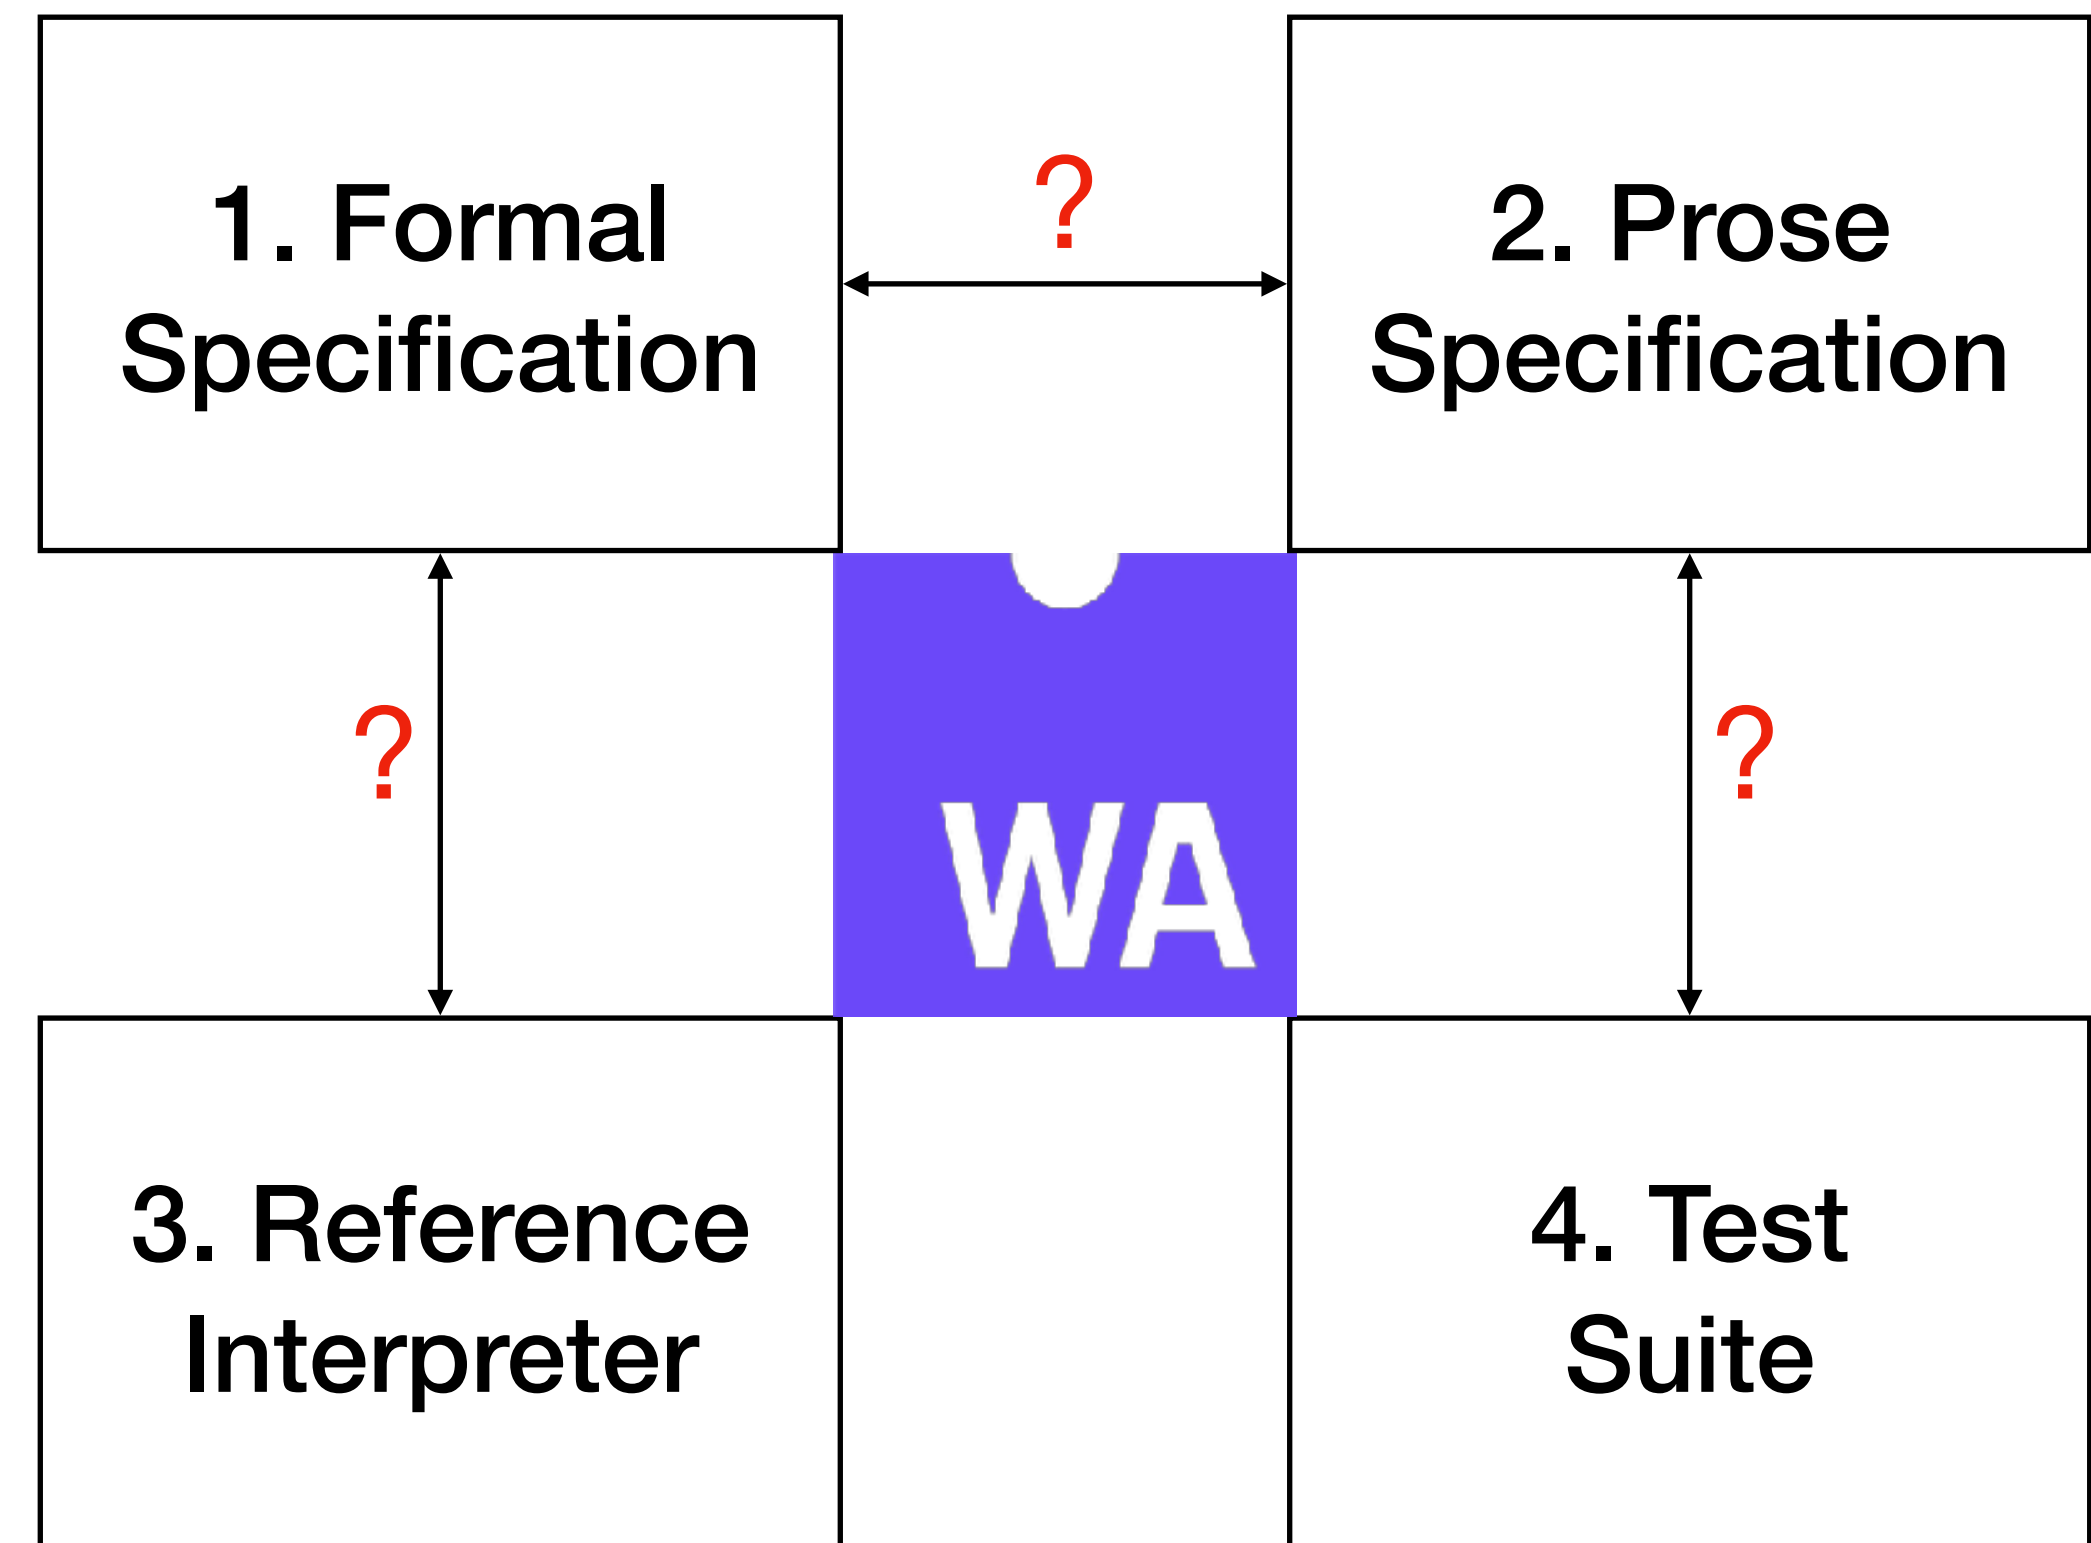 1. Formal
Specification
?
2. Prose
Specification
?
WA
?
3. Reference
Interpreter
4. Test
Suite